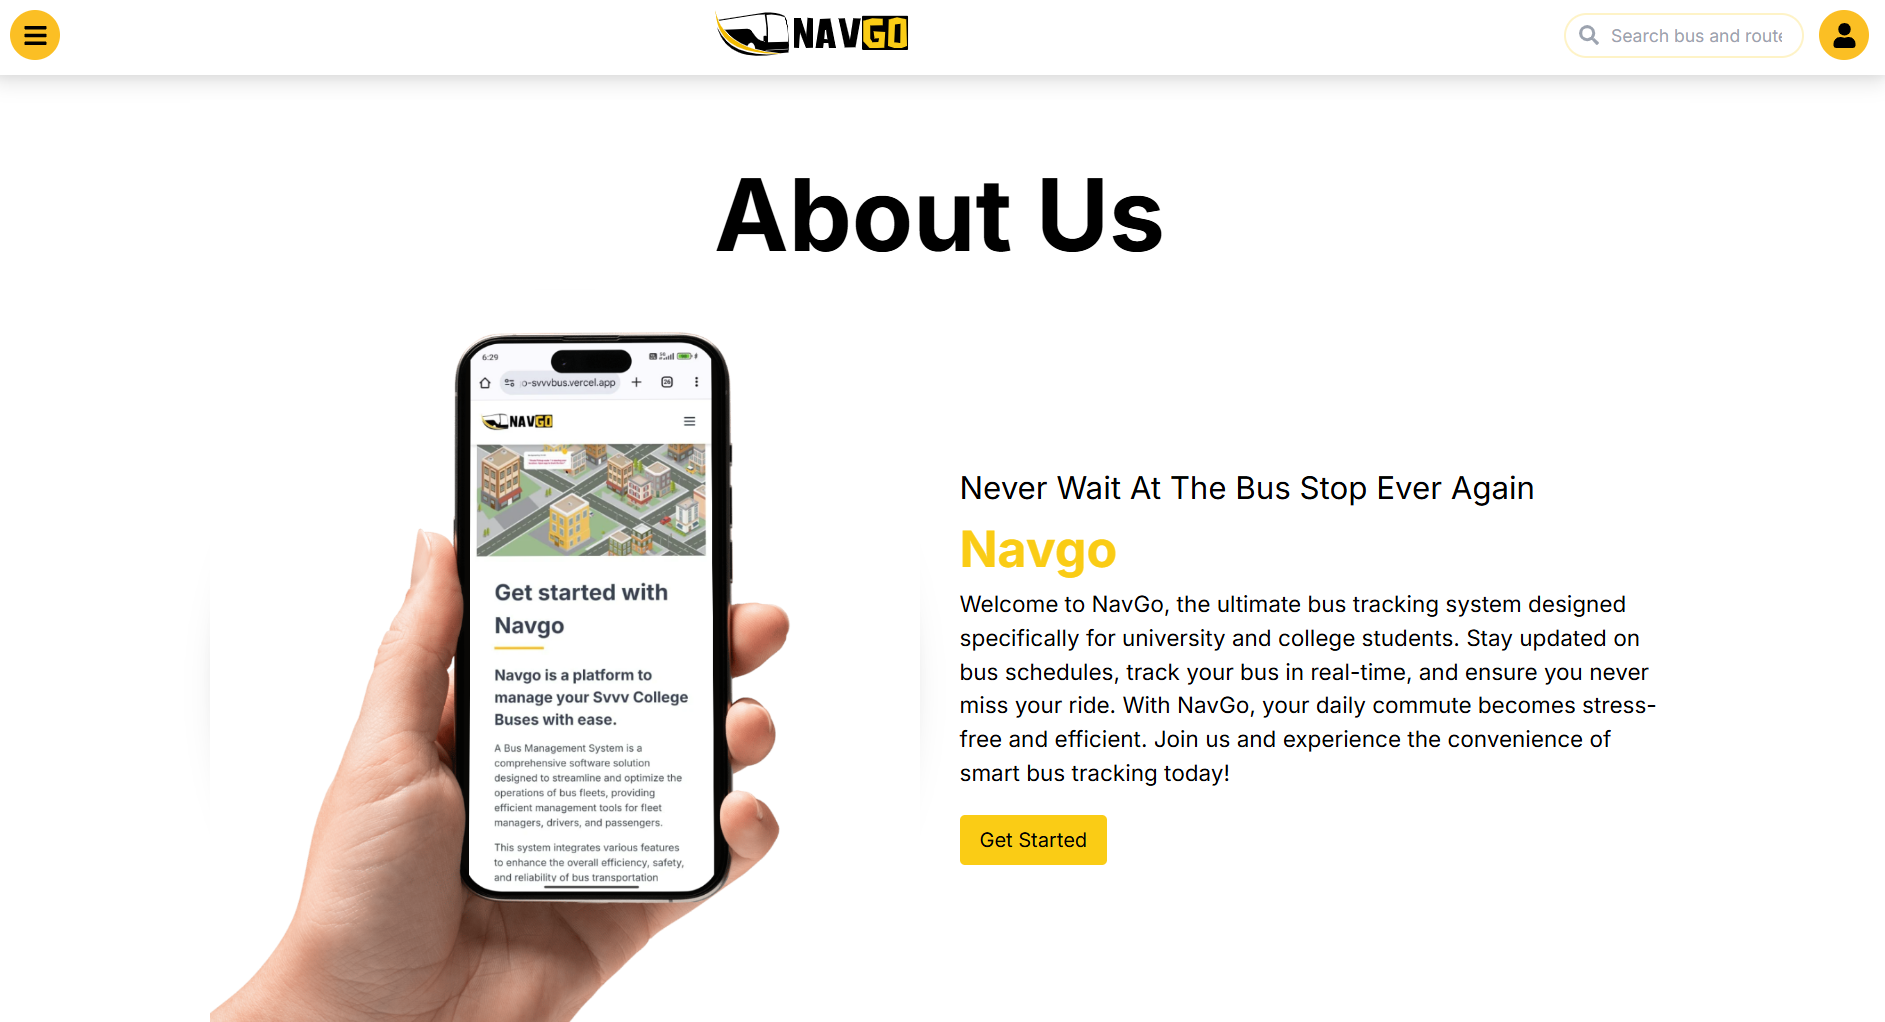 NAVGO
Search bus and route
About Us
6:29
26
o-svvvbus.vercel.app
NAVGO
Get started with
Navgo
Navgo is a platform to
manage your Svvv College
Buses with ease.
A Bus Management System is a
comprehensive software solution
designed to streamline and optimize the
operations of bus fleets, providing
efficient management tools for fleet
managers, drivers, and passengers.
This system integrates various features
to enhance the overall efficiency, safety,
and reliability of bus transportation
Never Wait At The Bus Stop Ever Again
Navgo
Welcome to NavGo, the ultimate bus tracking system designed
specifically for university and college students. Stay updated on
bus schedules, track your bus in real-time, and ensure you never
miss your ride. With NavGo, your daily commute becomes stress-
free and efficient. Join us and experience the convenience of
smart bus tracking today!
Get Started